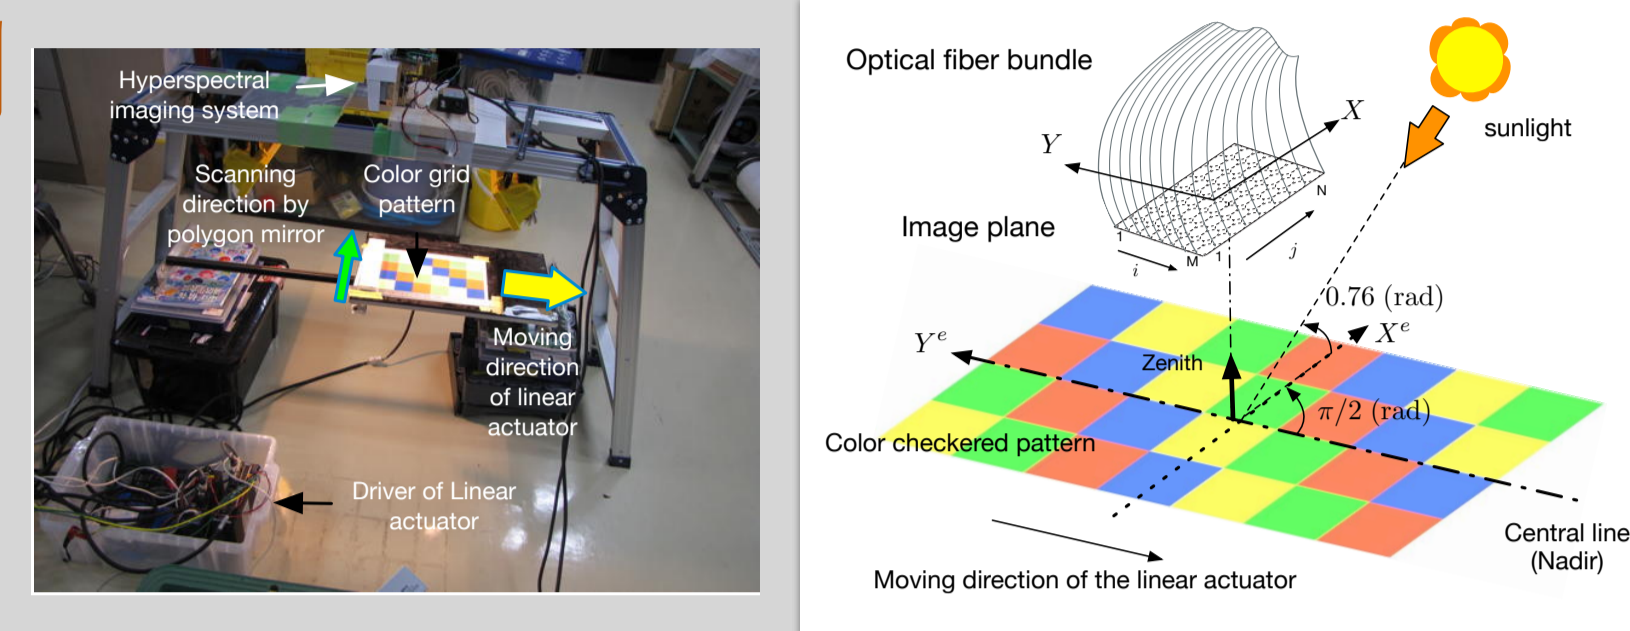 Hyperspectral
imaging system
Scanning
direction by
polygon mirror
Color grid
pattern
Moving
direction
of linear
actuator
Driver of Linear
actuator
Optical fiber bundle
X
Y
sunlight
N
Image plane
1
i
M
1
j
0.76 (rad)
Xᵉ
Yᵉ
Zenith
π/2 (rad)
Color checkered pattern
Central line
(Nadir)
Moving direction of the linear actuator